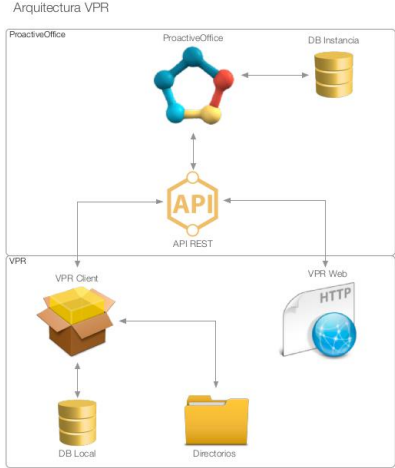 Arquitectura VPR
ProactiveOffice
ProactiveOffice
DB Instancia
API
API REST
VPR
VPR Client
VPR Web
HTTP
DB Local
Directorios